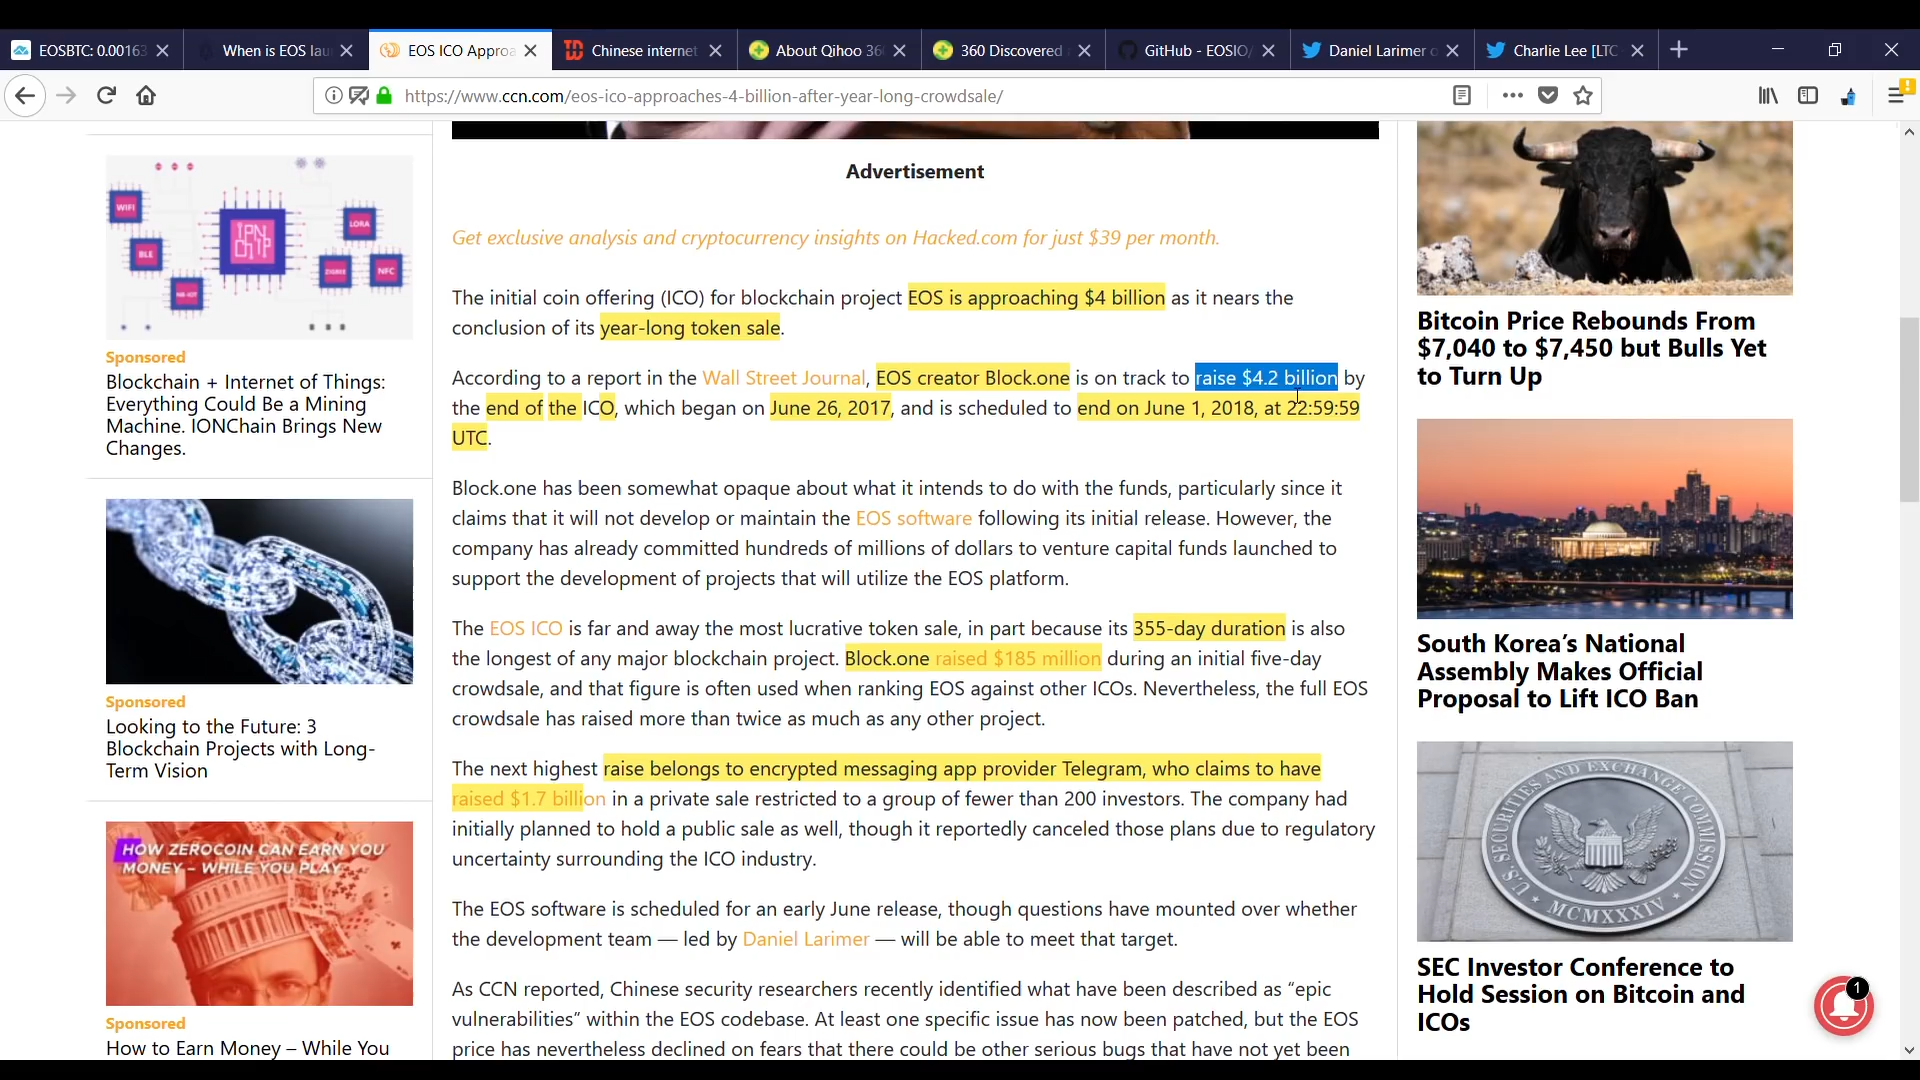 EOSBTC: 0.00163
When is EOS lau
EOS ICO Approa
Chinese internet
About Qihoo 36
360 Discovered
GitHub - EOSIO/
Daniel Larimer o
Charlie Lee [LTC
https://www.ccn.com/eos-ico-approaches-4-billion-after-year-long-crowdsale/
WIFI
BLE
NB-IOT
IPN
CHIP
LORA
ZIGBEE
NFC
Sponsored
Blockchain + Internet of Things:
Everything Could Be a Mining
Machine. IONChain Brings New
Changes.
Sponsored
Looking to the Future: 3
Blockchain Projects with Long-
Term Vision
HOW ZEROCOIN CAN EARN YOU
MONEY – WHILE YOU PLAY
Sponsored
How to Earn Money – While You
Advertisement
Get exclusive analysis and cryptocurrency insights on Hacked.com for just $39 per month.
The initial coin offering (ICO) for blockchain project EOS is approaching $4 billion as it nears the
conclusion of its year-long token sale.
According to a report in the Wall Street Journal, EOS creator Block.one is on track to raise $4.2 billion by
the end of the ICO, which began on June 26, 2017, and is scheduled to end on June 1, 2018, at 22:59:59
UTC.
Block.one has been somewhat opaque about what it intends to do with the funds, particularly since it
claims that it will not develop or maintain the EOS software following its initial release. However, the
company has already committed hundreds of millions of dollars to venture capital funds launched to
support the development of projects that will utilize the EOS platform.
The EOS ICO is far and away the most lucrative token sale, in part because its 355-day duration is also
the longest of any major blockchain project. Block.one raised $185 million during an initial five-day
crowdsale, and that figure is often used when ranking EOS against other ICOs. Nevertheless, the full EOS
crowdsale has raised more than twice as much as any other project.
The next highest raise belongs to encrypted messaging app provider Telegram, who claims to have
raised $1.7 billion in a private sale restricted to a group of fewer than 200 investors. The company had
initially planned to hold a public sale as well, though it reportedly canceled those plans due to regulatory
uncertainty surrounding the ICO industry.
The EOS software is scheduled for an early June release, though questions have mounted over whether
the development team — led by Daniel Larimer — will be able to meet that target.
As CCN reported, Chinese security researchers recently identified what have been described as “epic
vulnerabilities” within the EOS codebase. At least one specific issue has now been patched, but the EOS
price has nevertheless declined on fears that there could be other serious bugs that have not yet been
Bitcoin Price Rebounds From
$7,040 to $7,450 but Bulls Yet
to Turn Up
South Korea’s National
Assembly Makes Official
Proposal to Lift ICO Ban
U.S. SECURITIES AND EXCHANGE COMMISSION
MCMXXXIV
SEC Investor Conference to
Hold Session on Bitcoin and
ICOs
1